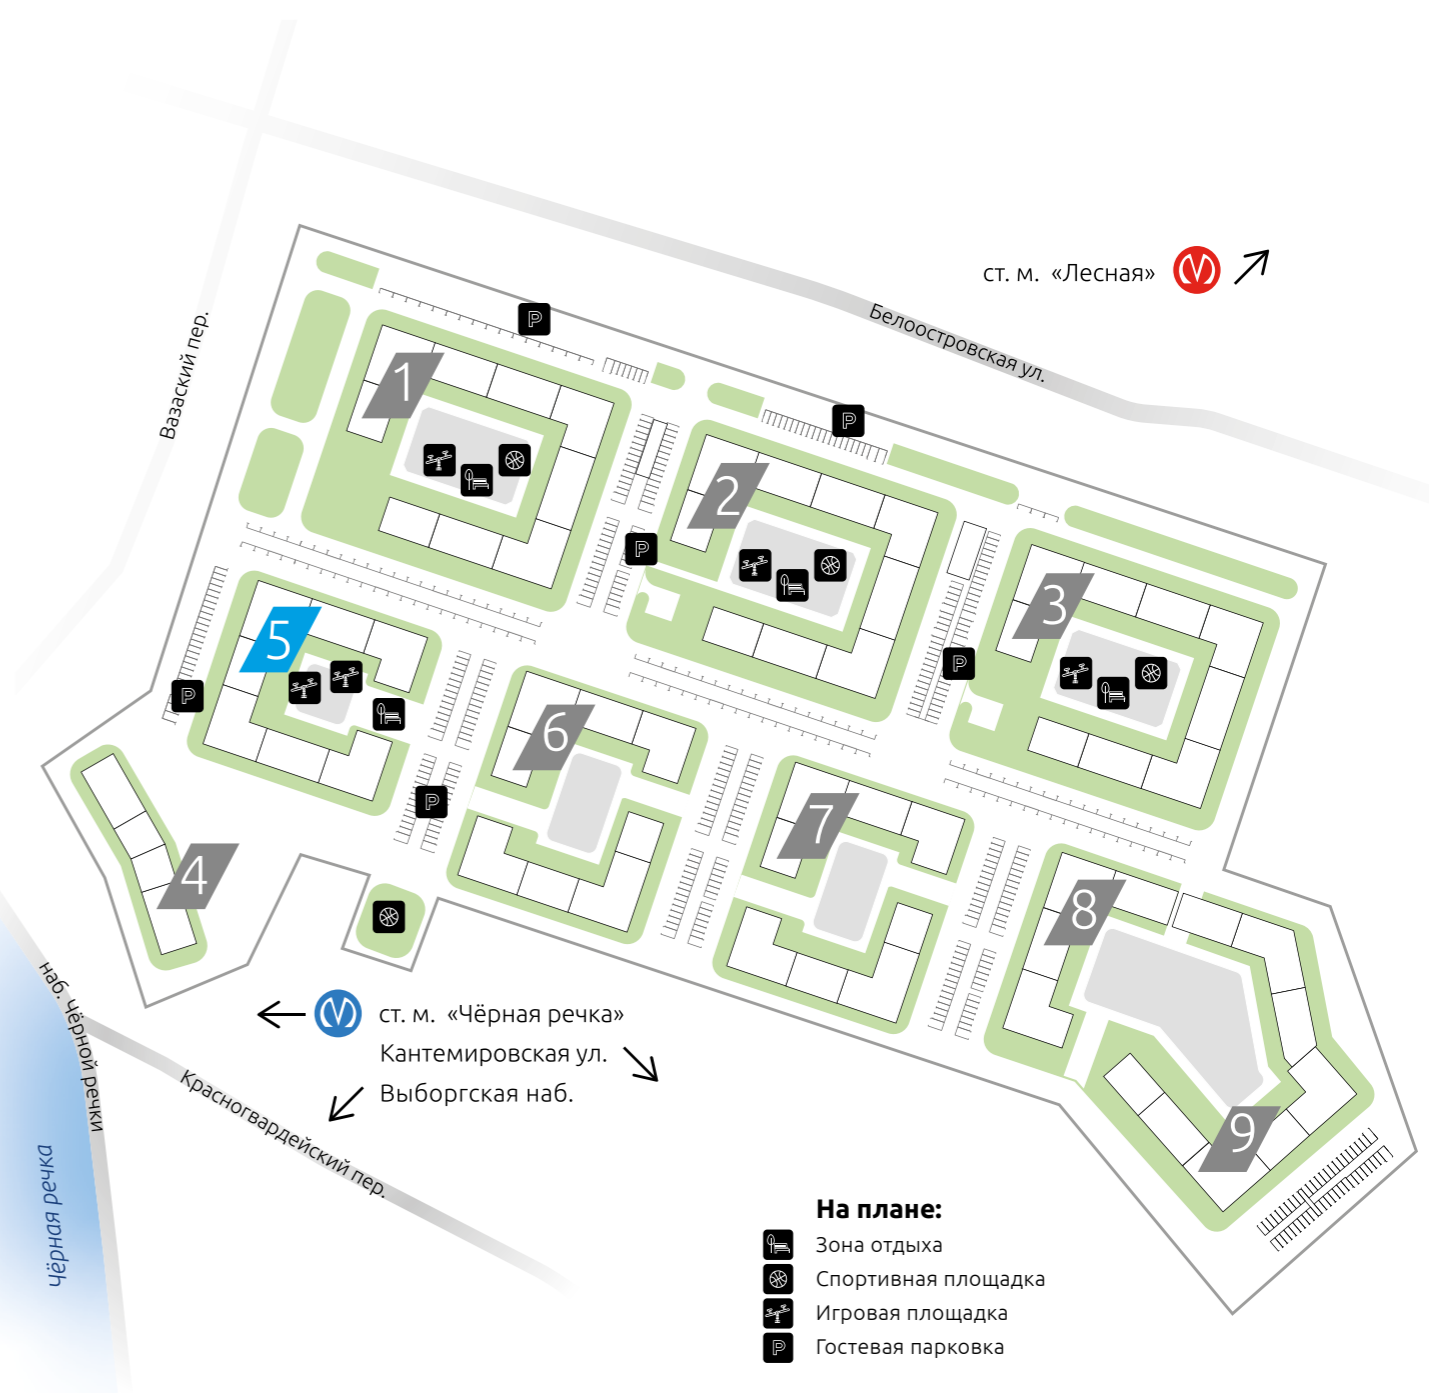 ст. м. «Лесная»
Белоостровская ул.
Вазаский пер.
P
1
P
2
P
3
P
5
P
6
P
7
4
8
9
наб. Чёрной речки
ст. м. «Чёрная речка»
Кантемировская ул.
Выборгская наб.
Красногвардейский пер.
Чёрная речка
На плане:
Зона отдыха
Спортивная площадка
Игровая площадка
P Гостевая парковка